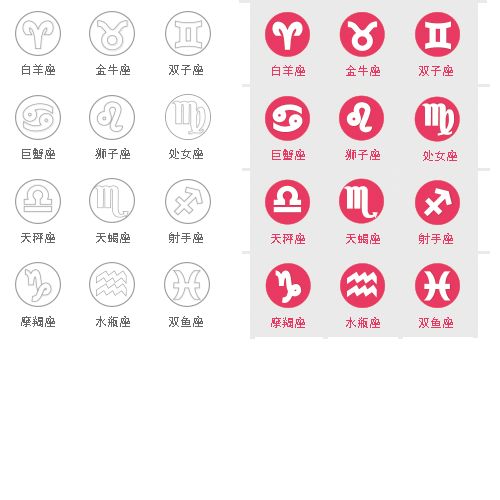 白羊座 金牛座 双子座 白羊座 金牛座 双子座
巨蟹座 狮子座 处女座 巨蟹座 狮子座 处女座
天秤座 天蝎座 射手座 天秤座 天蝎座 射手座
摩羯座 水瓶座 双鱼座 摩羯座 水瓶座 双鱼座